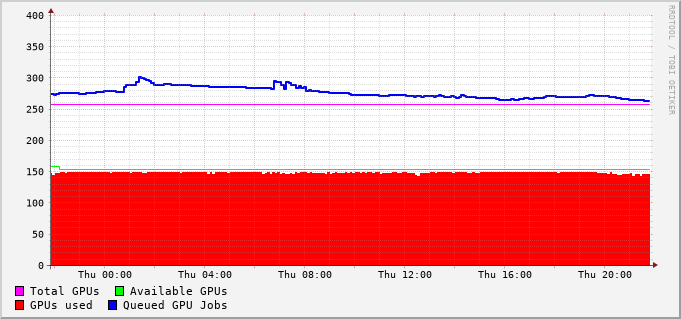 RRDTOOL / TOBI OETIKER
400
350
300
250
200
150
100
50
0
Thu 00:00 Thu 04:00 Thu 08:00 Thu 12:00 Thu 16:00 Thu 20:00
Total GPUs Available GPUs
GPUs used Queued GPU Jobs